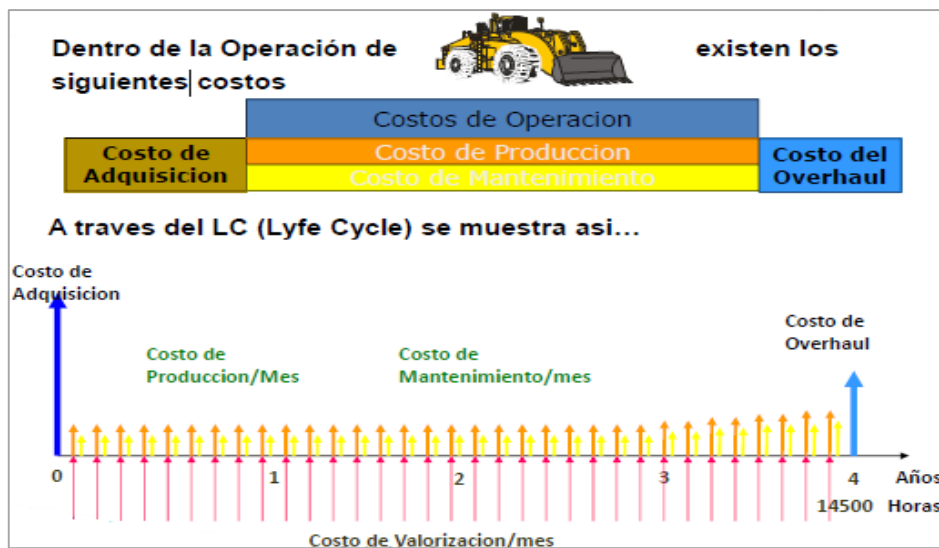 Dentro de la Operación de existen los
siguientes costos
Costos de Operacion
Costo de Produccion
Costo de Mantenimiento
Costo de
Adquisicion
Costo del
Overhaul
A traves del LC (Lyfe Cycle) se muestra asi...
Costo de
Adquisicion
Costo de
Produccion/Mes
Costo de
Mantenimiento/mes
Costo de
Overhaul
0 1 2 3 4 Años
14500 Horas
Costo de Valorizacion/mes